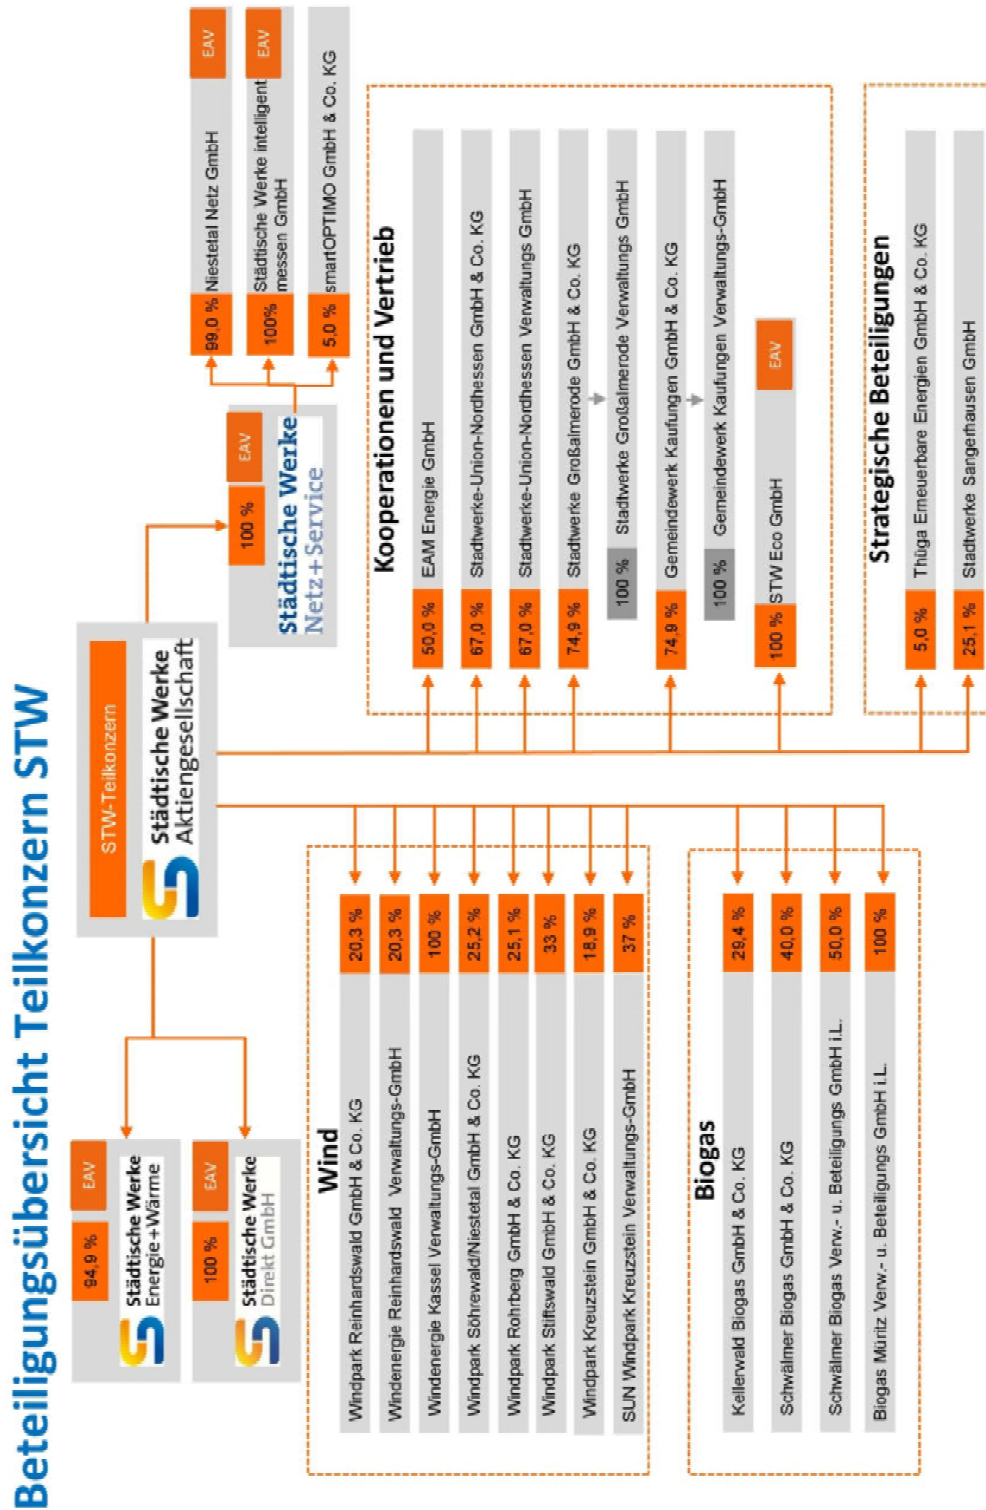 Beteiligungsübersicht Teilkonzern STW
STW-Teilkonzern
Städtische Werke
Aktiengesellschaft
94,9 %
EAV
Städtische Werke
Energie+Wärme
100 %
EAV
Städtische Werke
Direkt GmbH
100 %
EAV
Städtische Werke
Netz+Service
99,0 %
Niestetal Netz GmbH
EAV
100%
Städtische Werke intelligent
messen GmbH
EAV
5,0 %
smartOPTIMO GmbH & Co. KG
Wind
Windpark Reinhardswald GmbH & Co. KG
20,3 %
Windenergie Reinhardswald Verwaltungs-GmbH
20,3 %
Windenergie Kassel Verwaltungs-GmbH
100 %
Windpark Söhrewald/Niestetal GmbH & Co. KG
25,2 %
Windpark Rohrberg GmbH & Co. KG
25,1 %
Windpark Stiftswald GmbH & Co. KG
33 %
Windpark Kreuzstein GmbH & Co. KG
18,9 %
SUN Windpark Kreuzstein Verwaltungs-GmbH
37 %
Biogas
Kellerwald Biogas GmbH & Co. KG
29,4 %
Schwälmer Biogas GmbH & Co. KG
40,0 %
Schwälmer Biogas Verw.- u. Beteiligungs GmbH i.L.
50,0 %
Biogas Müritz Verw.- u. Beteiligungs GmbH i.L.
100 %
Kooperationen und Vertrieb
50,0 %
EAM Energie GmbH
67,0 %
Stadtwerke-Union-Nordhessen GmbH & Co. KG
67,0 %
Stadtwerke-Union-Nordhessen Verwaltungs GmbH
74,9 %
Stadtwerke Großalmerode GmbH & Co. KG
100 %
Stadtwerke Großalmerode Verwaltungs GmbH
74,9 %
Gemeindewerk Kaufungen GmbH & Co. KG
100 %
Gemeindewerk Kaufungen Verwaltungs-GmbH
100 %
STW Eco GmbH
EAV
Strategische Beteiligungen
5,0 %
Thüga Erneuerbare Energien GmbH & Co. KG
25,1 %
Stadtwerke Sangerhausen GmbH